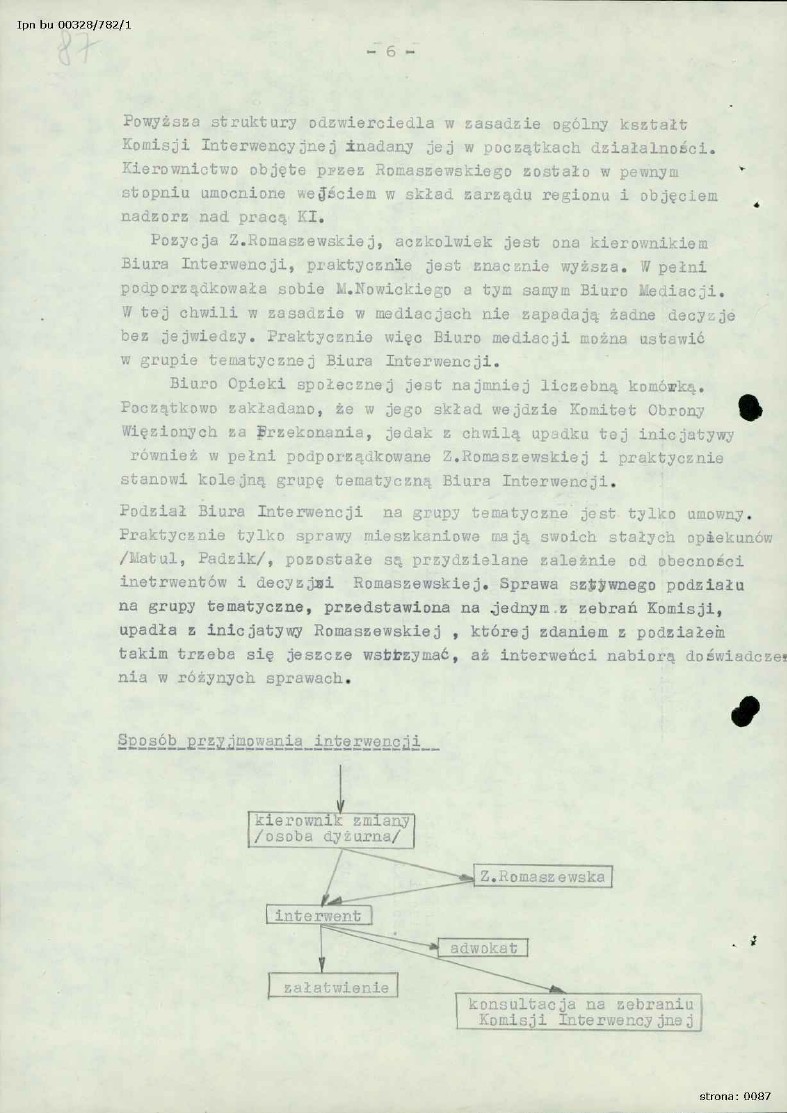 Ipn bu 00328/782/1
87
- 6 -
Powyższa struktury odzwierciedla w zasadzie ogólny kształt
Komisji Interwencyjnej inadany jej w początkach działalności.
Kierownictwo objęte przez Romaszewskiego zostało w pewnym
stopniu umocnione wejściem w skład zarządu regionu i objęciem
nadzorz nad pracą KI.
Pozycja Z.Romaszewskiej, aczkolwiek jest ona kierownikiem
Biura Interwencji, praktycznie jest znacznie wyższa. W pełni
podporządkowała sobie M.Nowickiego a tym samym Biuro Mediacji.
W tej chwili w zasadzie w mediacjach nie zapadają żadne decyzje
bez jejwiedzy. Praktycznie więc Biuro mediacji można ustawić
w grupie tematycznej Biura Interwencji.
Biuro Opieki społecznej jest najmniej liczebną komórką.
Początkowo zakładano, że w jego skład wejdzie Komitet Obrony
Więzionych za Przekonania, jedak z chwilą upadku tej inicjatywy
również w pełni podporządkowane Z.Romaszewskiej i praktycznie
stanowi kolejną grupę tematyczną Biura Interwencji.
Podział Biura Interwencji na grupy tematyczne jest tylko umowny.
Praktycznie tylko sprawy mieszkaniowe mają swoich stałych opiekunów
/Matul, Padzik/, pozostałe są przydzielane zależnie od obecności
inetrwentów i decyzji Romaszewskiej. Sprawa sztywnego podziału
na grupy tematyczne, przedstawiona na jednym z zebrań Komisji,
upadła z inicjatywy Romaszewskiej , której zdaniem z podziałem
takim trzeba się jeszcze wstrzymać, aż interweńci nabiorą doświadcze-
nia w różynych sprawach.
Sposób przyjmowania interwencji
kierownik zmiany
/osoba dyżurna/
Z.Romaszewska
interwent
adwokat
załatwienie
konsultacja na zebraniu
Komisji Interwencyjnej
strona: 0087